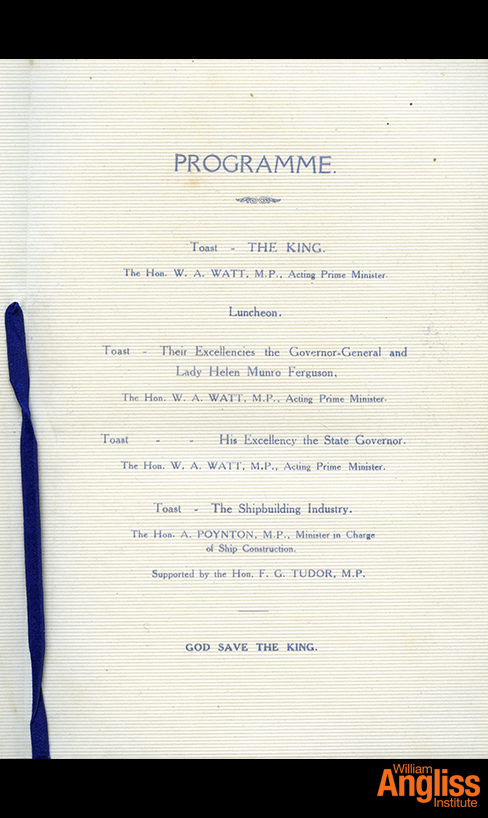 PROGRAMME.
Toast - THE KING.
The Hon. W. A. WATT, M.P., Acting Prime Minister.
Luncheon.
Toast - Their Excellencies the Governor-General and
Lady Helen Munro Ferguson.
The Hon. W. A. WATT, M.P., Acting Prime Minister.
Toast - - His Excellency the State Governor.
The Hon. W. A. WATT, M.P., Acting Prime Minister.
Toast - The Shipbuilding Industry.
The Hon. A. POYNTON, M.P., Minister in Charge
of Ship Construction.
Supported by the Hon. F. G. TUDOR, M.P.
GOD SAVE THE KING.
William
Angliss
Institute